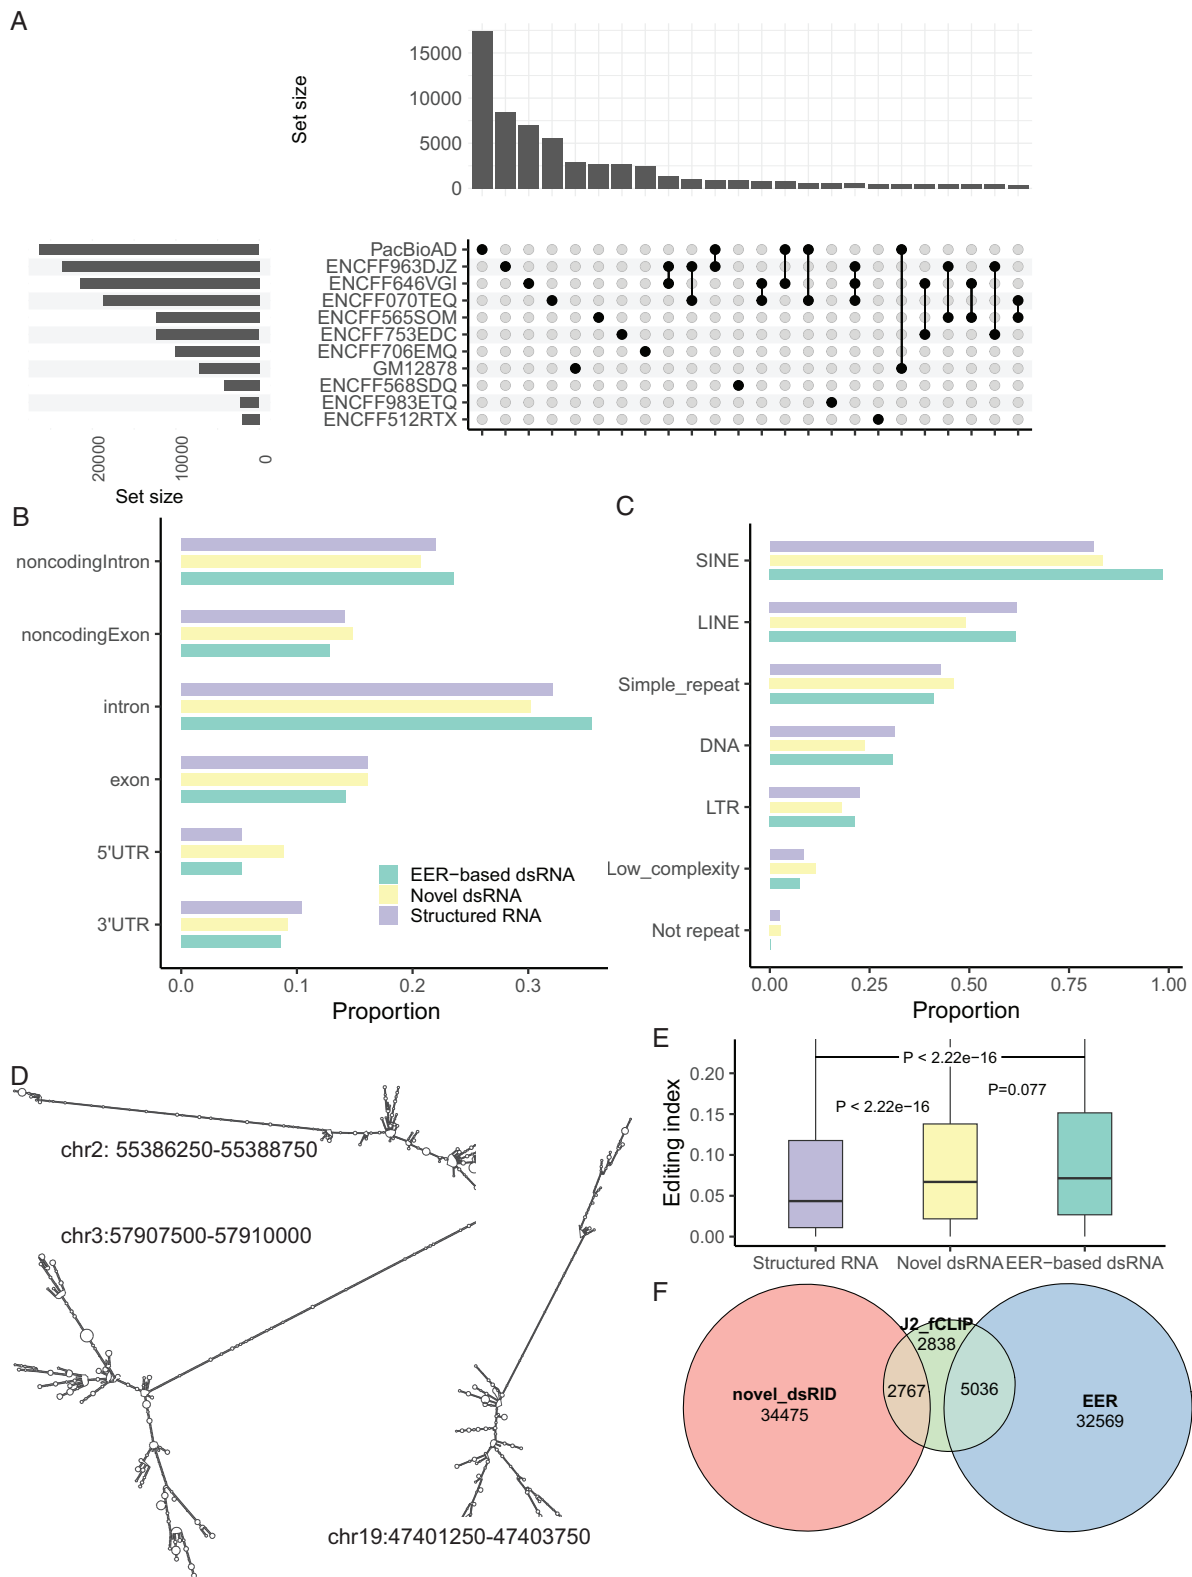 A
Set size
15000
10000
5000
0
PacBioAD
ENCFF963DJZ
ENCFF646VGI
ENCFF070TEQ
ENCFF565SOM
ENCFF753EDC
ENCFF706EMQ
GM12878
ENCFF568SDQ
ENCFF983ETQ
ENCFF512RTX
20000
10000
0
Set size
B
noncodingIntron
noncodingExon
intron
exon
5'UTR
3'UTR
EER−based dsRNA
Novel dsRNA
Structured RNA
0.0 0.1 0.2 0.3
Proportion
C
SINE
LINE
Simple_repeat
DNA
LTR
Low_complexity
Not repeat
0.00 0.25 0.50 0.75 1.00
Proportion
D
chr2: 55386250-55388750
chr3:57907500-57910000
chr19:47401250-47403750
E
Editing index
0.20
0.15
0.10
0.05
0.00
P < 2.22e−16
P=0.077
P < 2.22e−16
Structured RNA Novel dsRNA EER−based dsRNA
F
J2_fCLIP
2838
novel_dsRID
34475
2767
5036
EER
32569